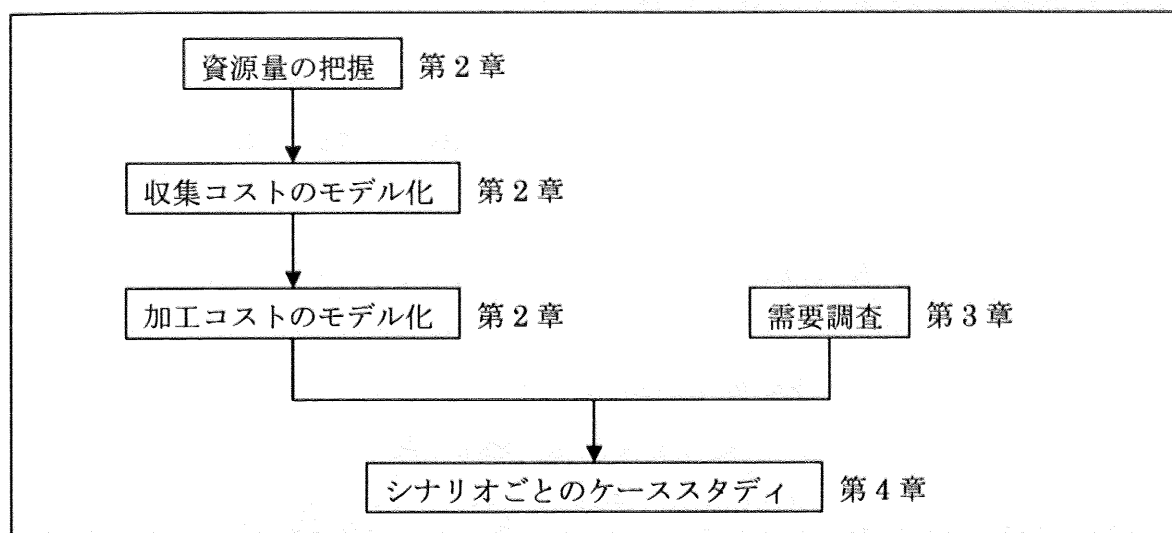 資源量の把握 第2章
収集コストのモデル化 第2章
加工コストのモデル化 第2章 需要調査 第3章
シナリオごとのケーススタディ 第4章